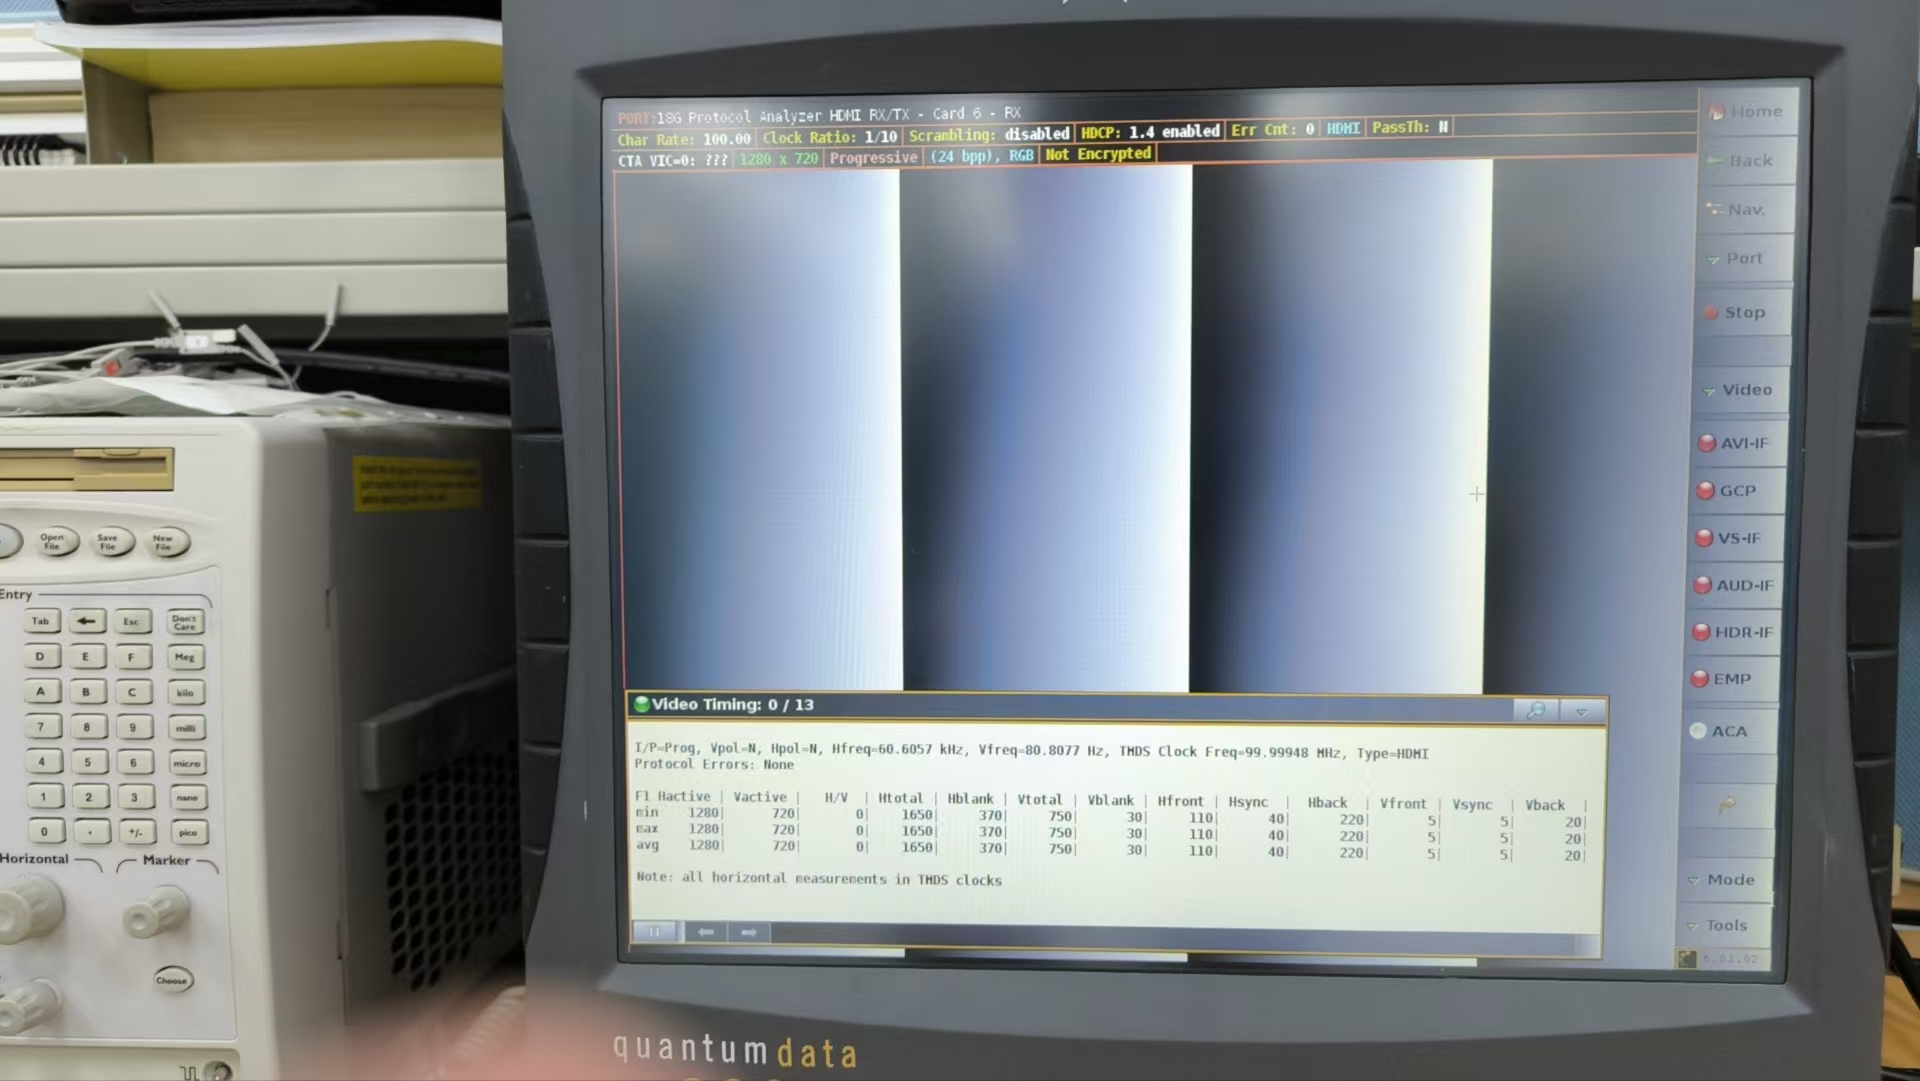 PORT:18G Protocol Analyzer HDMI RX/TX - Card 6 - RX
Char Rate: 100.00 Clock Ratio: 1/10 Scrambling: disabled HDCP: 1.4 enabled Err Cnt: 0 HDMI PassTh: N
CTA VIC=0: ??? 1280 x 720 Progressive (24 bpp), RGB Not Encrypted
Home
Back
Nav.
Port
Stop
Video
AVI-IF
GCP
VS-IF
AUD-IF
HDR-IF
EMP
ACA
Mode
Tools
Video Timing: 0 / 13
I/P=Prog, Vpol=N, Hpol=N, Hfreq=60.6057 kHz, Vfreq=80.8077 Hz, TMDS Clock Freq=99.99948 MHz, Type=HDMI
Protocol Errors: None
Fl Hactive | Vactive | H/V | Htotal | Hblank | Vtotal | Vblank | Hfront | Hsync | Hback | Vfront | Vsync | Vback |
min 1280| 720| 0| 1650| 370| 750| 30| 110| 40| 220| 5| 5| 20|
max 1280| 720| 0| 1650| 370| 750| 30| 110| 40| 220| 5| 5| 20|
avg 1280| 720| 0| 1650| 370| 750| 30| 110| 40| 220| 5| 5| 20|
Note: all horizontal measurements in TMDS clocks
quantumdata
Open File
Save File
New File
Entry
Tab
Esc
Don't Care
D E F Meg
A B C kilo
7 8 9 milli
4 5 6 micro
1 2 3 nano
0 . +/- pico
Horizontal
Marker
Choose